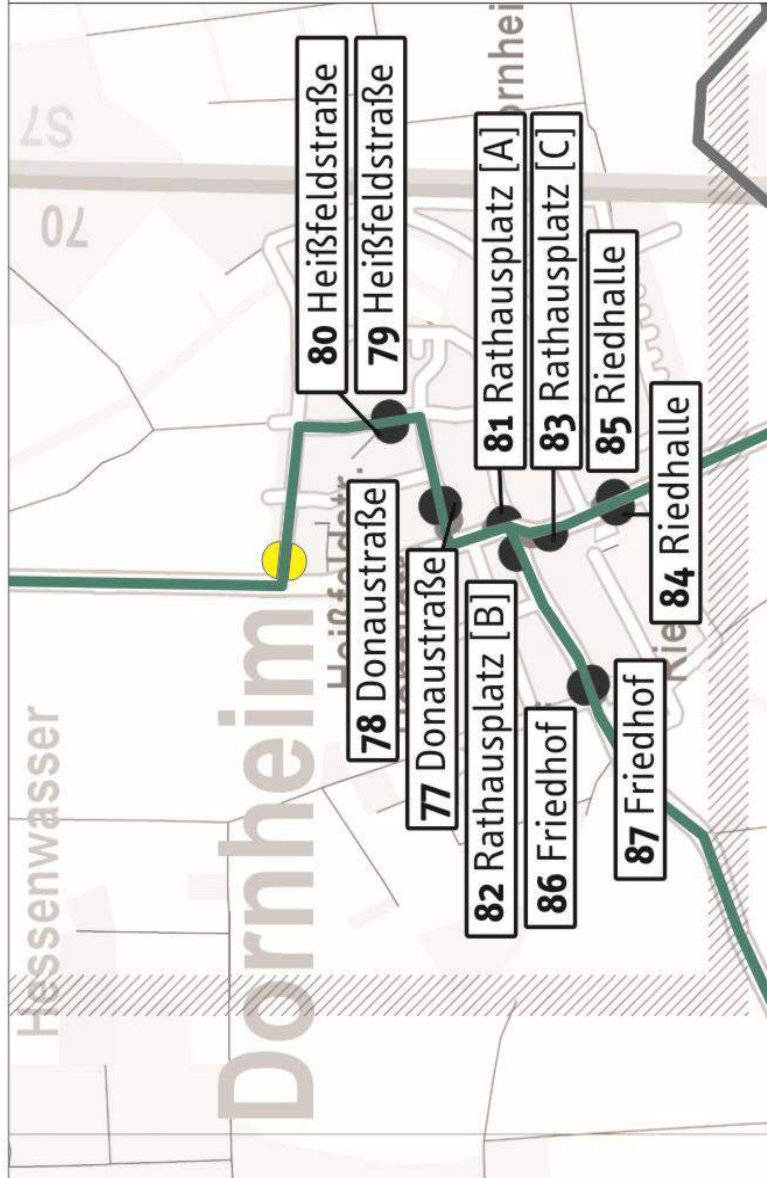 Hessenwasser
S7
70
Dornheim
80 Heißfeldstraße
79 Heißfeldstraße
78 Donaustraße
77 Donaustraße
82 Rathausplatz [B]
81 Rathausplatz [A]
86 Friedhof
83 Rathausplatz [C]
85 Riedhalle
87 Friedhof
84 Riedhalle